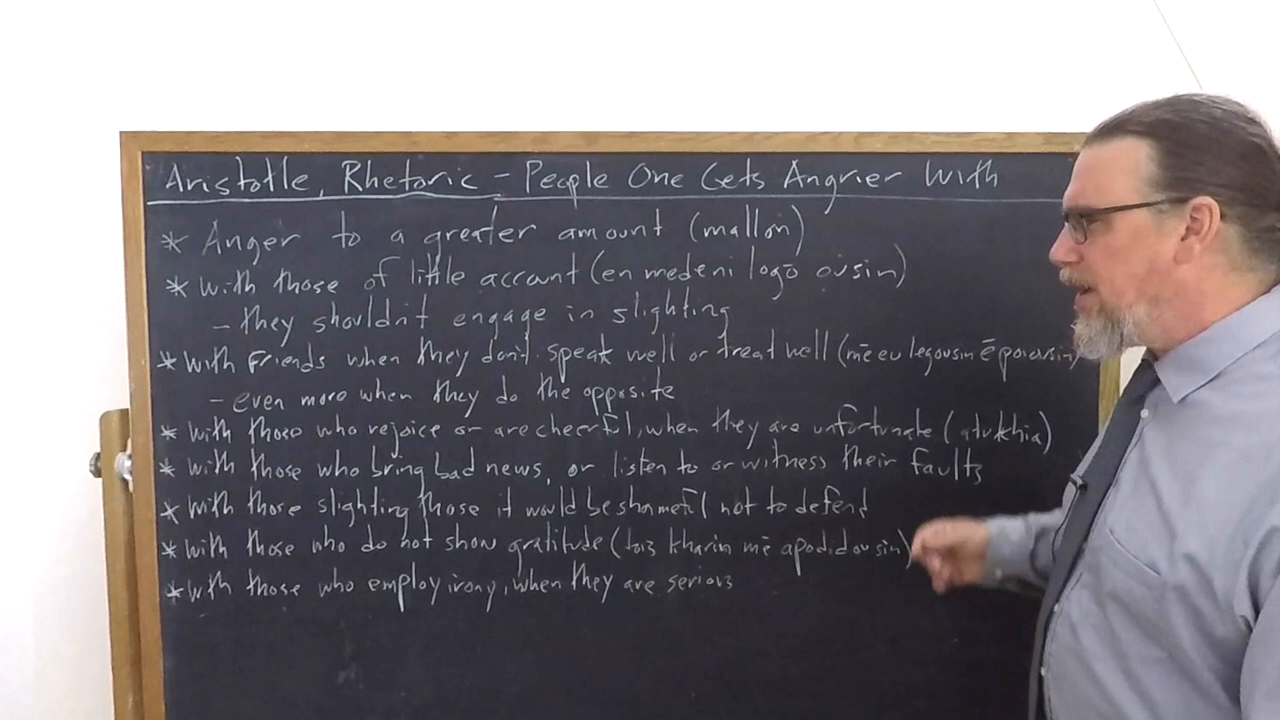 Aristotle, Rhetoric - People One Gets Angrier With
* Anger to a greater amount (mallon)
* With those of little account (en medeni logō ousin)
- they shouldn't engage in slighting
* With friends when they don't speak well or treat well (mē eu legousin ē poiousin)
- even more when they do the opposite
* With those who rejoice or are cheerful, when they are unfortunate (atukhia)
* With those who bring bad news, or listen to or witness their faults
* With those slighting those it would be shameful not to defend
* With those who do not show gratitude (tois kharin mē apodidousin)
* With those who employ irony, when they are serious